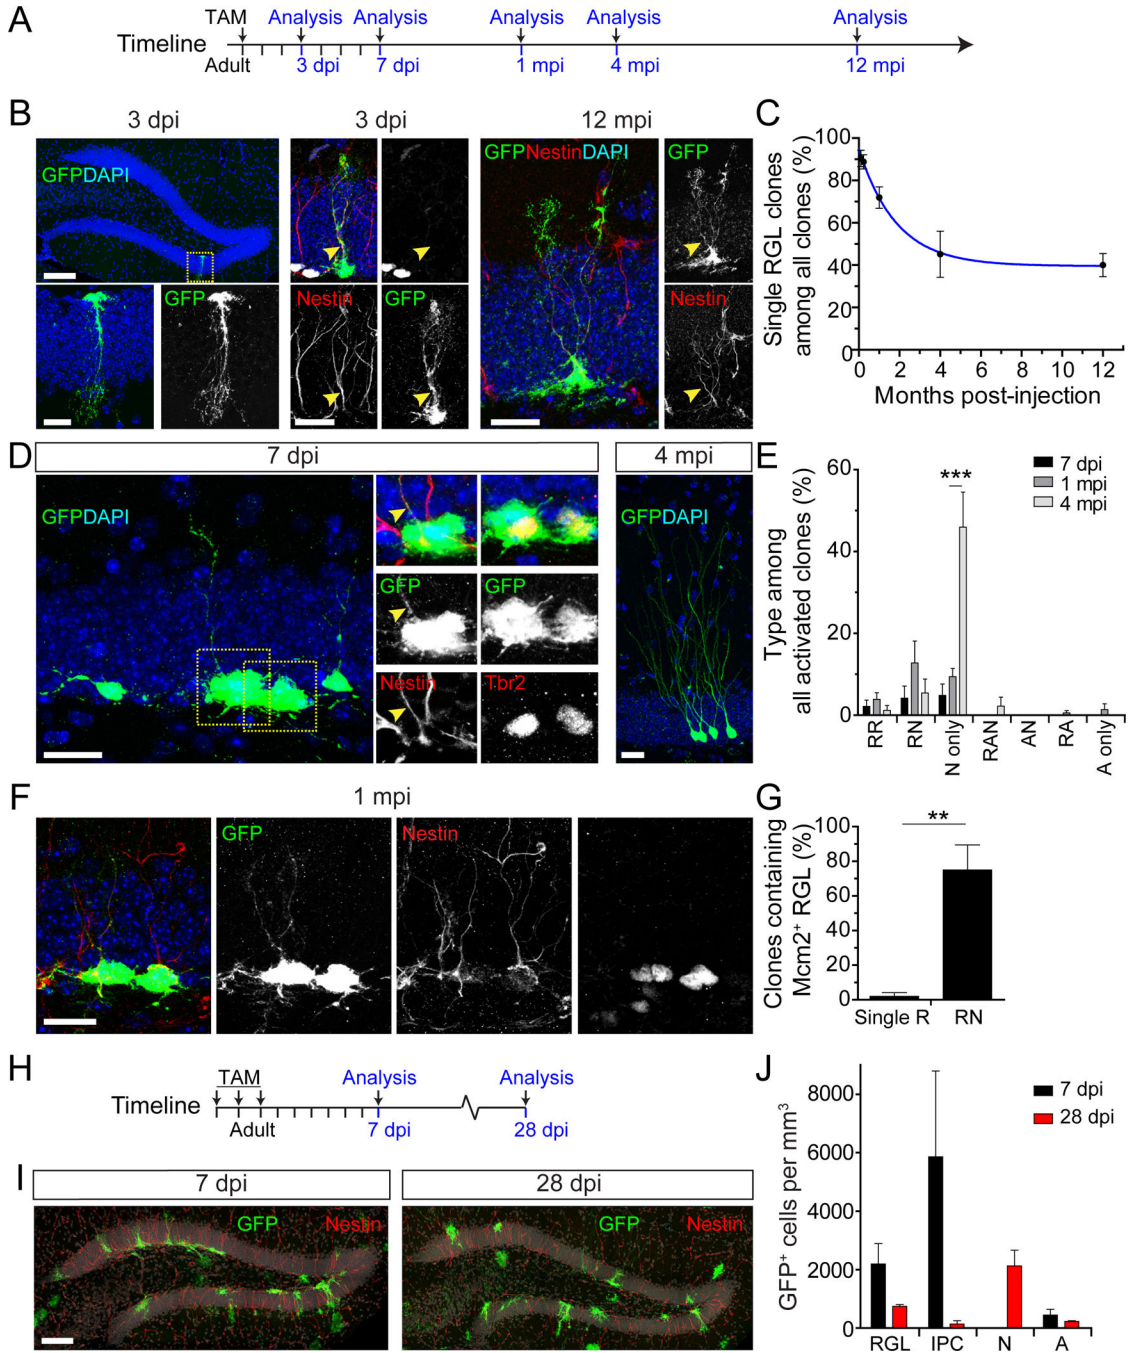 A
TAM Analysis Analysis Analysis Analysis Analysis
Timeline
Adult 3 dpi 7 dpi 1 mpi 4 mpi 12 mpi
B
3 dpi 3 dpi 12 mpi
GFPDAPI
GFP
Nestin
GFP
GFPNestinDAPI
GFP
Nestin
C
Single RGL clones
among all clones (%)
100
80
60
40
20
0
0 2 4 6 8 10 12
Months post-injection
D
7 dpi 4 mpi
GFPDAPI
GFP
GFP
Nestin
Tbr2
GFPDAPI
E
Type among
all activated clones (%)
60
40
20
0
***
7 dpi
1 mpi
4 mpi
RR RN N only RAN AN RA A only
F
1 mpi
GFP
Nestin
G
Clones containing
Mcm2+ RGL (%)
100
80
60
40
20
0
**
Single R RN
H
TAM Analysis Analysis
Timeline
Adult 7 dpi 28 dpi
I
7 dpi 28 dpi
GFP Nestin
GFP Nestin
J
GFP+ cells per mm3
8000
6000
4000
2000
0
7 dpi
28 dpi
RGL IPC N A